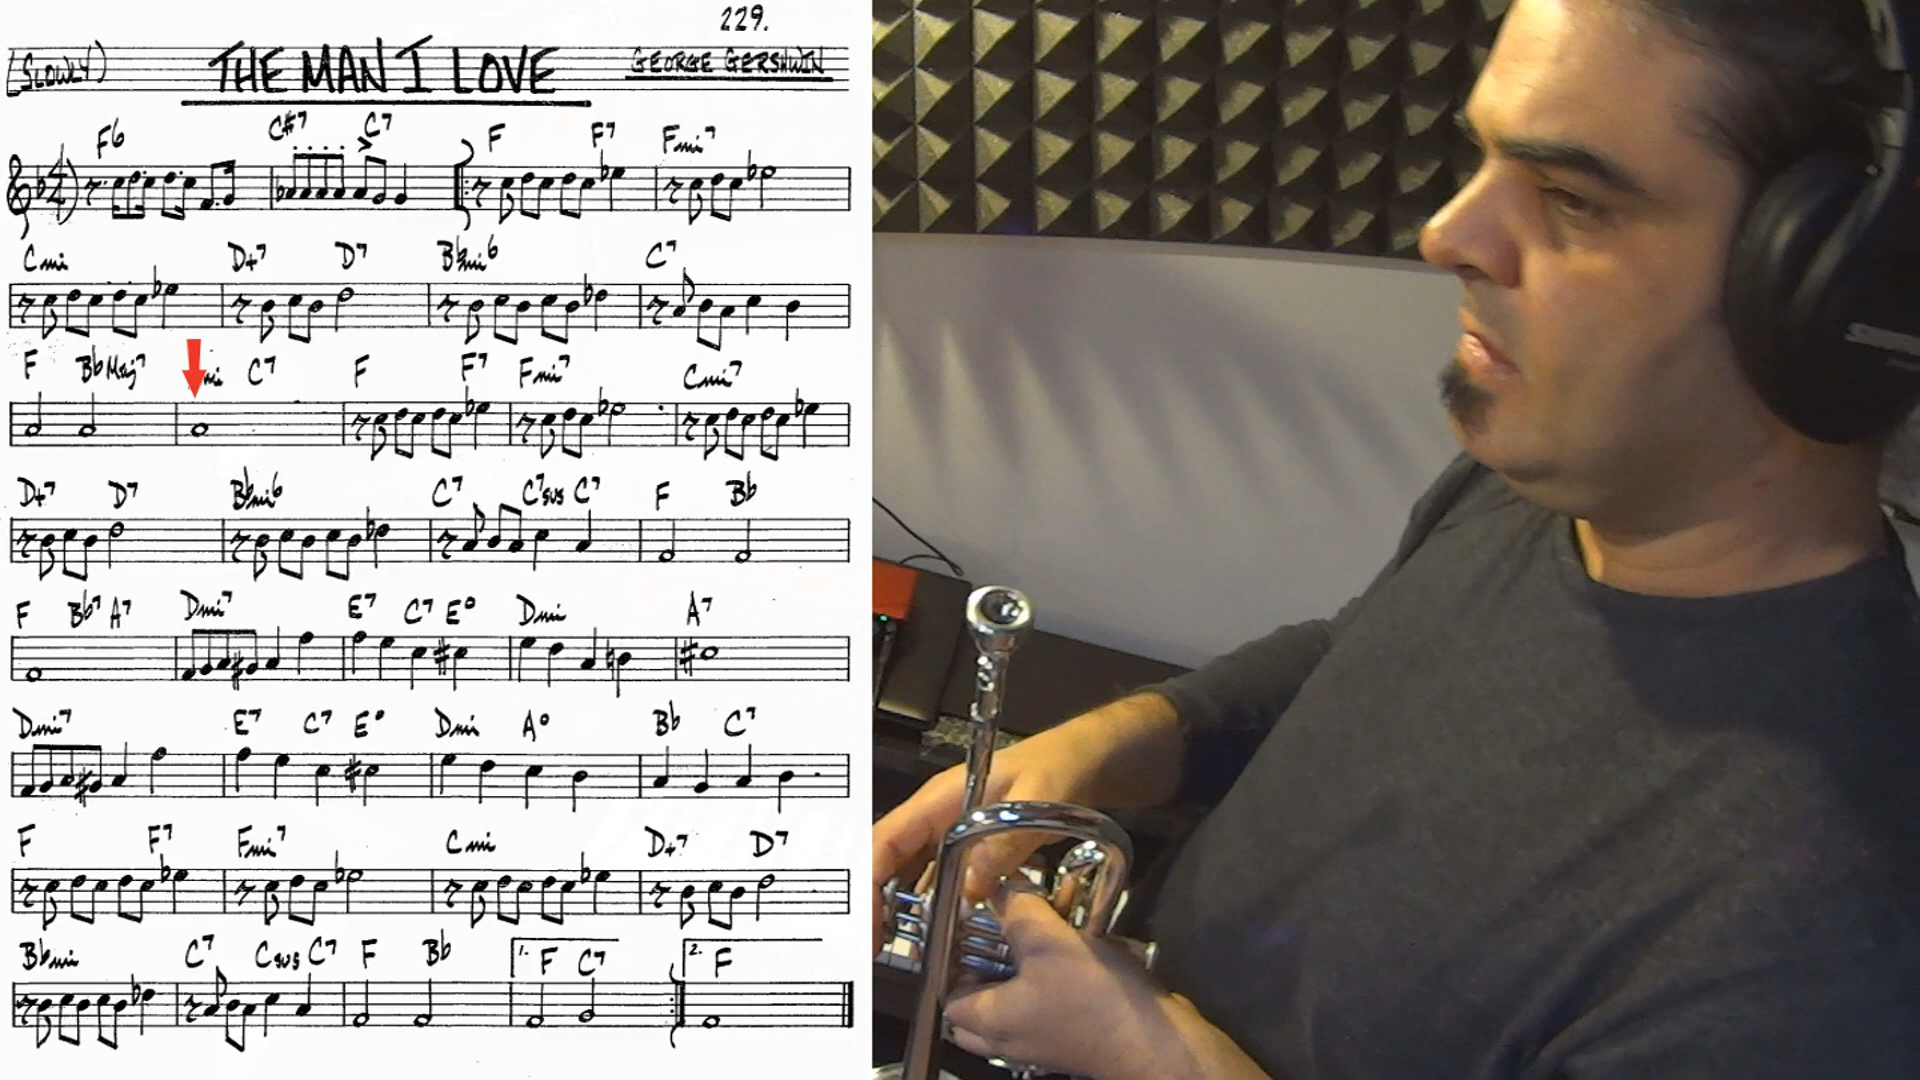 229.
(SLOWLY) THE MAN I LOVE GEORGE GERSHWIN
F6 C#7 C7 F F7 Fmi7
Cmi D+7 D7 Bbmi6 C7
F BbMaj7 mi C7 F F7 Fmi7 Cmi7
D+7 D7 Bbmi6 C7 C7sus C7 F Bb
F Bb7 A7 Dmi7 E7 C7 E° Dmi A7
Dmi7 E7 C7 E° Dmi A° Bb C7
F F7 Fmi7 Cmi D+7 D7
Bbmi C7 Csus C7 F Bb 1. F C7 2. F